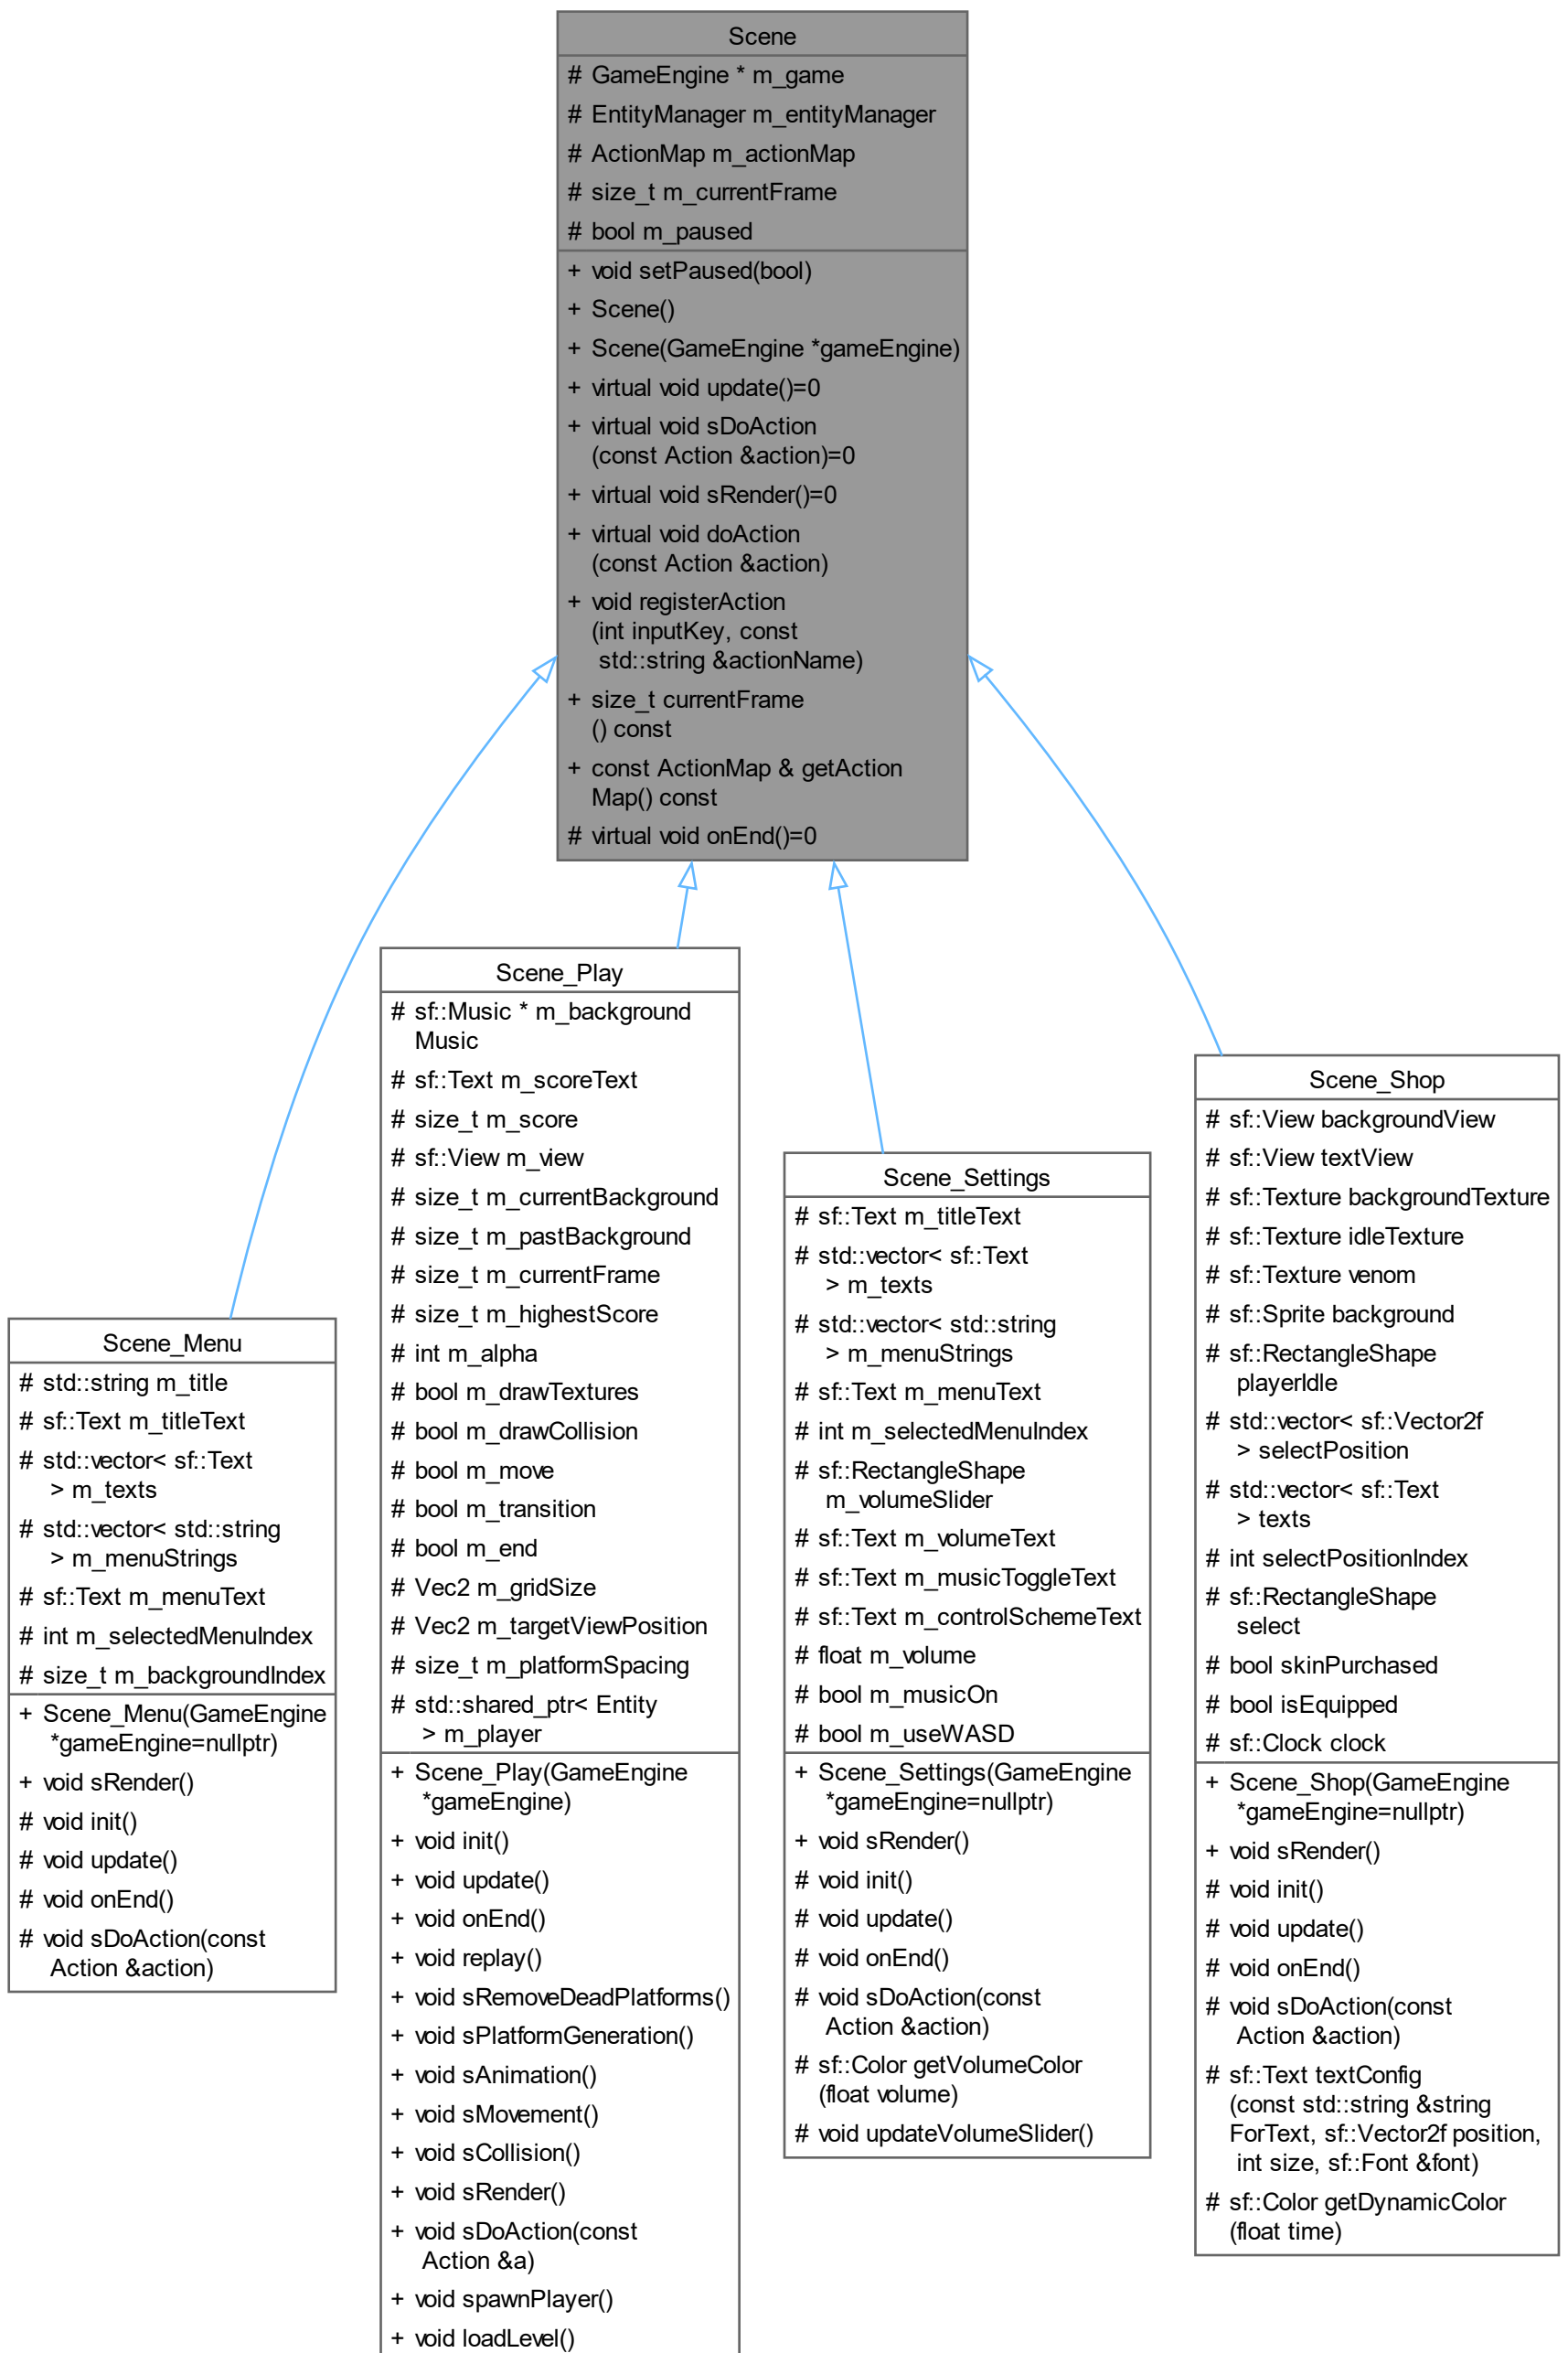 Scene
# GameEngine * m_game
# EntityManager m_entityManager
# ActionMap m_actionMap
# size_t m_currentFrame
# bool m_paused
+ void setPaused(bool)
+ Scene()
+ Scene(GameEngine *gameEngine)
+ virtual void update()=0
+ virtual void sDoAction
(const Action &action)=0
+ virtual void sRender()=0
+ virtual void doAction
(const Action &action)
+ void registerAction
(int inputKey, const
std::string &actionName)
+ size_t currentFrame
() const
+ const ActionMap & getAction
Map() const
# virtual void onEnd()=0
Scene_Menu
# std::string m_title
# sf::Text m_titleText
# std::vector< sf::Text
> m_texts
# std::vector< std::string
> m_menuStrings
# sf::Text m_menuText
# int m_selectedMenuIndex
# size_t m_backgroundIndex
+ Scene_Menu(GameEngine
*gameEngine=nullptr)
+ void sRender()
# void init()
# void update()
# void onEnd()
# void sDoAction(const
Action &action)
Scene_Play
# sf::Music * m_background
Music
# sf::Text m_scoreText
# size_t m_score
# sf::View m_view
# size_t m_currentBackground
# size_t m_pastBackground
# size_t m_currentFrame
# size_t m_highestScore
# int m_alpha
# bool m_drawTextures
# bool m_drawCollision
# bool m_move
# bool m_transition
# bool m_end
# Vec2 m_gridSize
# Vec2 m_targetViewPosition
# size_t m_platformSpacing
# std::shared_ptr< Entity
> m_player
+ Scene_Play(GameEngine
*gameEngine)
+ void init()
+ void update()
+ void onEnd()
+ void replay()
+ void sRemoveDeadPlatforms()
+ void sPlatformGeneration()
+ void sAnimation()
+ void sMovement()
+ void sCollision()
+ void sRender()
+ void sDoAction(const
Action &a)
+ void spawnPlayer()
+ void loadLevel()
Scene_Settings
# sf::Text m_titleText
# std::vector< sf::Text
> m_texts
# std::vector< std::string
> m_menuStrings
# sf::Text m_menuText
# int m_selectedMenuIndex
# sf::RectangleShape
m_volumeSlider
# sf::Text m_volumeText
# sf::Text m_musicToggleText
# sf::Text m_controlSchemeText
# float m_volume
# bool m_musicOn
# bool m_useWASD
+ Scene_Settings(GameEngine
*gameEngine=nullptr)
+ void sRender()
# void init()
# void update()
# void onEnd()
# void sDoAction(const
Action &action)
# sf::Color getVolumeColor
(float volume)
# void updateVolumeSlider()
Scene_Shop
# sf::View backgroundView
# sf::View textView
# sf::Texture backgroundTexture
# sf::Texture idleTexture
# sf::Texture venom
# sf::Sprite background
# sf::RectangleShape
playerIdle
# std::vector< sf::Vector2f
> selectPosition
# std::vector< sf::Text
> texts
# int selectPositionIndex
# sf::RectangleShape
select
# bool skinPurchased
# bool isEquipped
# sf::Clock clock
+ Scene_Shop(GameEngine
*gameEngine=nullptr)
+ void sRender()
# void init()
# void update()
# void onEnd()
# void sDoAction(const
Action &action)
# sf::Text textConfig
(const std::string &string
ForText, sf::Vector2f position,
int size, sf::Font &font)
# sf::Color getDynamicColor
(float time)